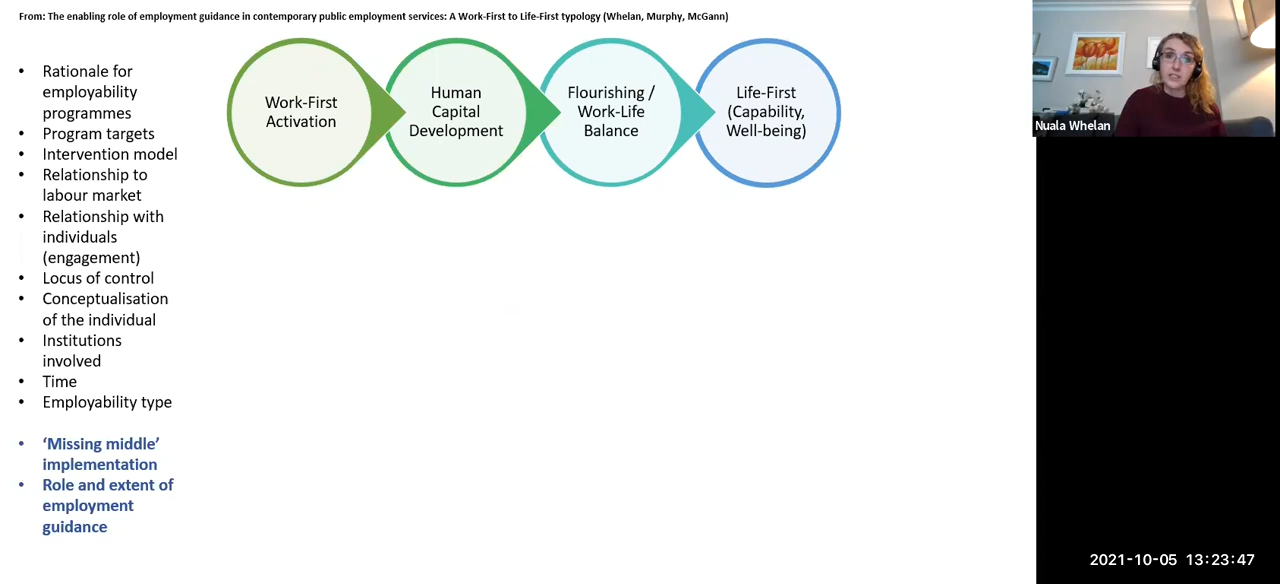 From: The enabling role of employment guidance in contemporary public employment services: A Work-First to Life-First typology (Whelan, Murphy, McGann)
• Rationale for
employability
programmes
• Program targets
• Intervention model
• Relationship to
labour market
• Relationship with
individuals
(engagement)
• Locus of control
• Conceptualisation
of the individual
• Institutions
involved
• Time
• Employability type
• ‘Missing middle’
implementation
• Role and extent of
employment
guidance
Work-First
Activation
Human
Capital
Development
Flourishing /
Work-Life
Balance
Life-First
(Capability,
Well-being)
Nuala Whelan
2021-10-05 13:23:47